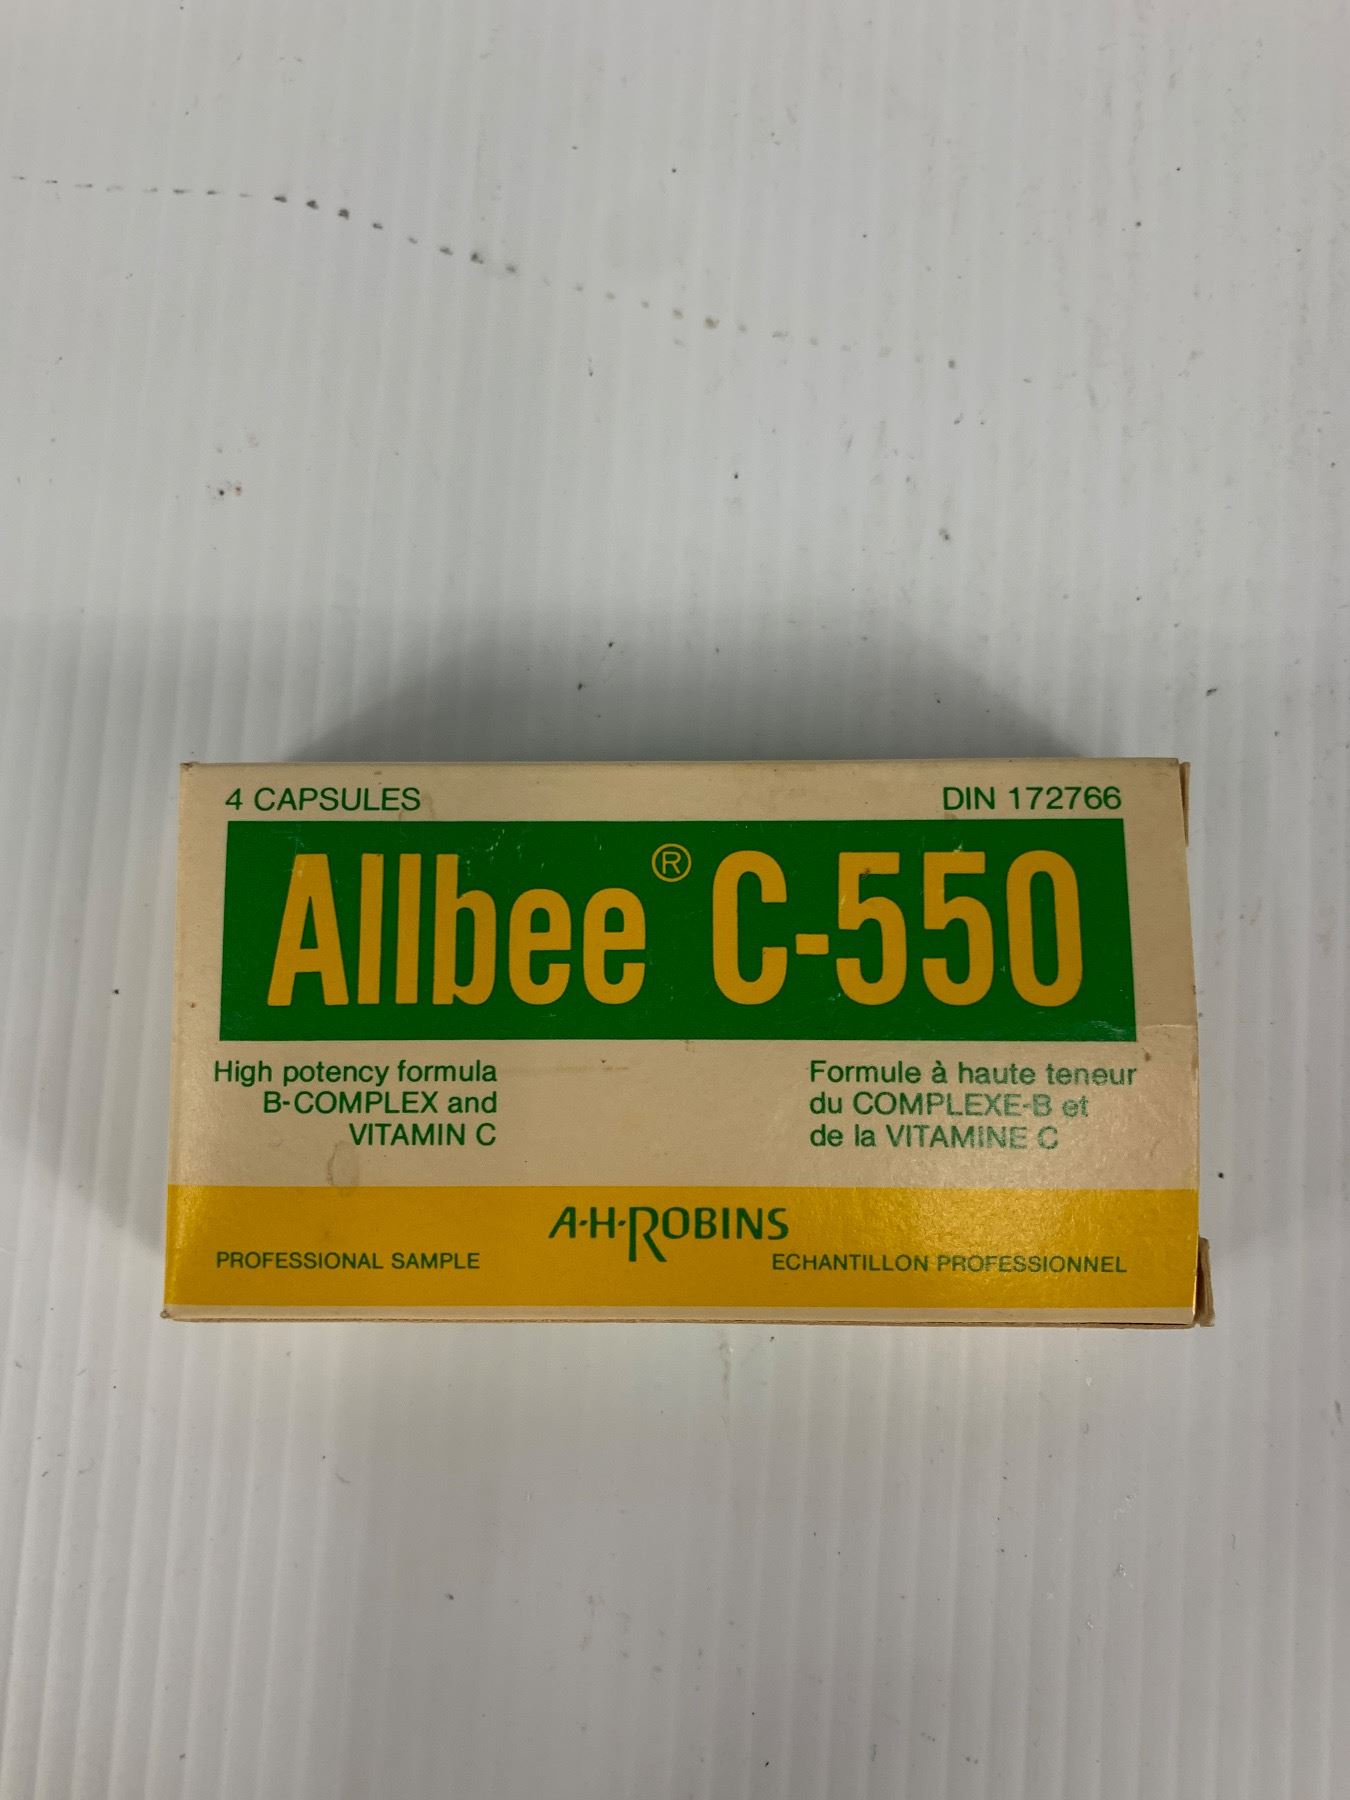 4 CAPSULES
DIN 172766
Allbee® C-550
High potency formula
B-COMPLEX and
VITAMIN C
Formule à haute teneur
du COMPLEXE-B et
de la VITAMINE C
A·H·ROBINS
PROFESSIONAL SAMPLE
ECHANTILLON PROFESSIONNEL